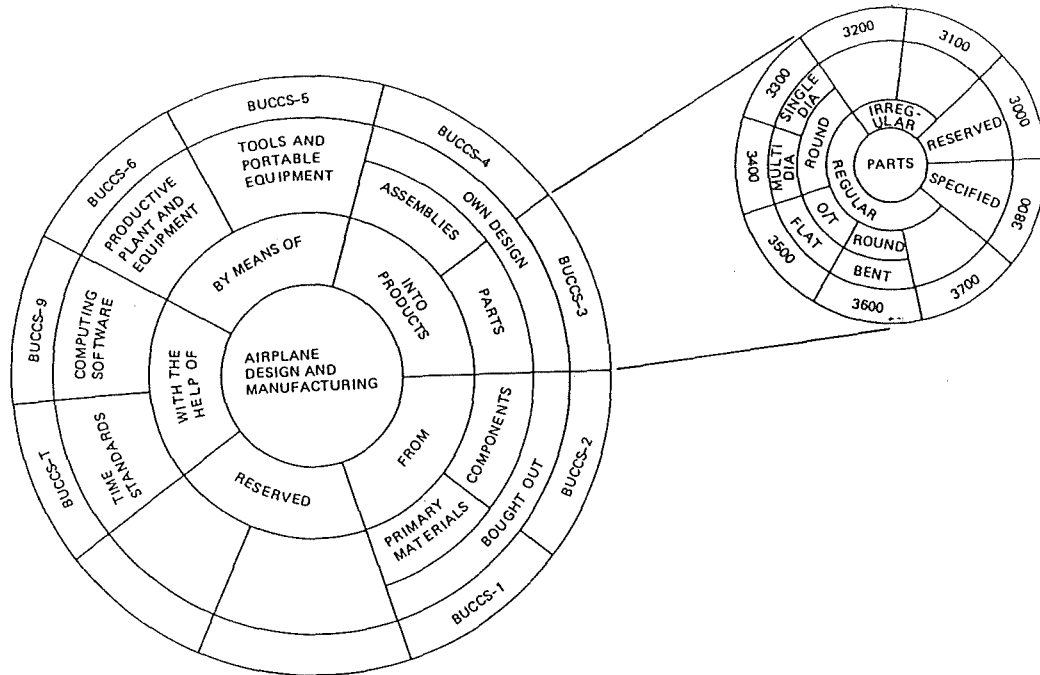 BUCCS-5
BUCCS-4
BUCCS-3
BUCCS-2
BUCCS-1
BUCCS-T
BUCCS-9
BUCCS-6
TOOLS AND
PORTABLE
EQUIPMENT
OWN DESIGN
ASSEMBLIES
PARTS
COMPONENTS
BOUGHT OUT
PRIMARY
MATERIALS
TIME
STANDARDS
COMPUTING
SOFTWARE
PRODUCTIVE
PLANT AND
EQUIPMENT
BY MEANS OF
INTO
PRODUCTS
FROM
RESERVED
WITH THE
HELP OF
AIRPLANE
DESIGN AND
MANUFACTURING
3200
3100
3000
3800
3700
3600
3500
3400
3300
SINGLE
DIA
MULTI
DIA
ROUND
IRREG-
ULAR
RESERVED
SPECIFIED
PARTS
REGULAR
O/T
FLAT
ROUND
BENT